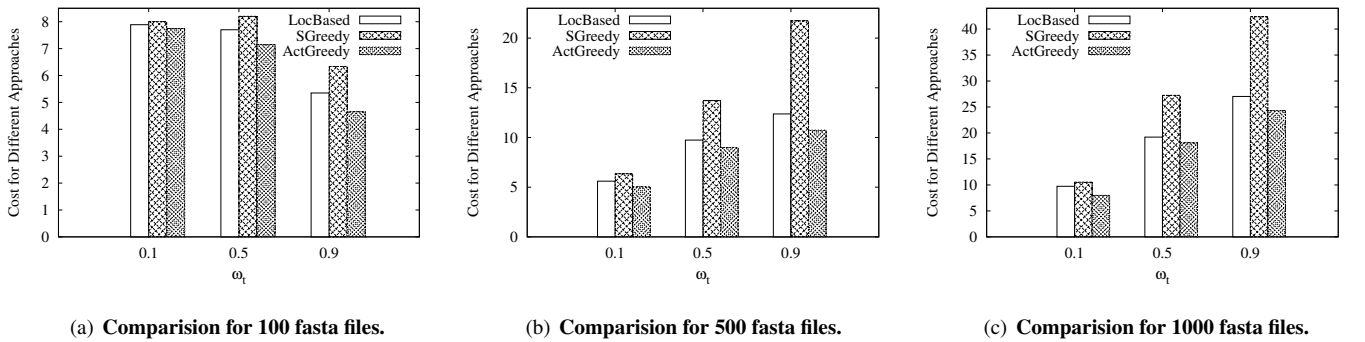 Cost for Different Approaches
8
7
6
5
4
3
2
1
0
0.1 0.5 0.9
ω_t
LocBased
SGreedy
ActGreedy
(a) Comparision for 100 fasta files.
Cost for Different Approaches
20
15
10
5
0
0.1 0.5 0.9
ω_t
LocBased
SGreedy
ActGreedy
(b) Comparision for 500 fasta files.
Cost for Different Approaches
40
35
30
25
20
15
10
5
0
0.1 0.5 0.9
ω_t
LocBased
SGreedy
ActGreedy
(c) Comparision for 1000 fasta files.